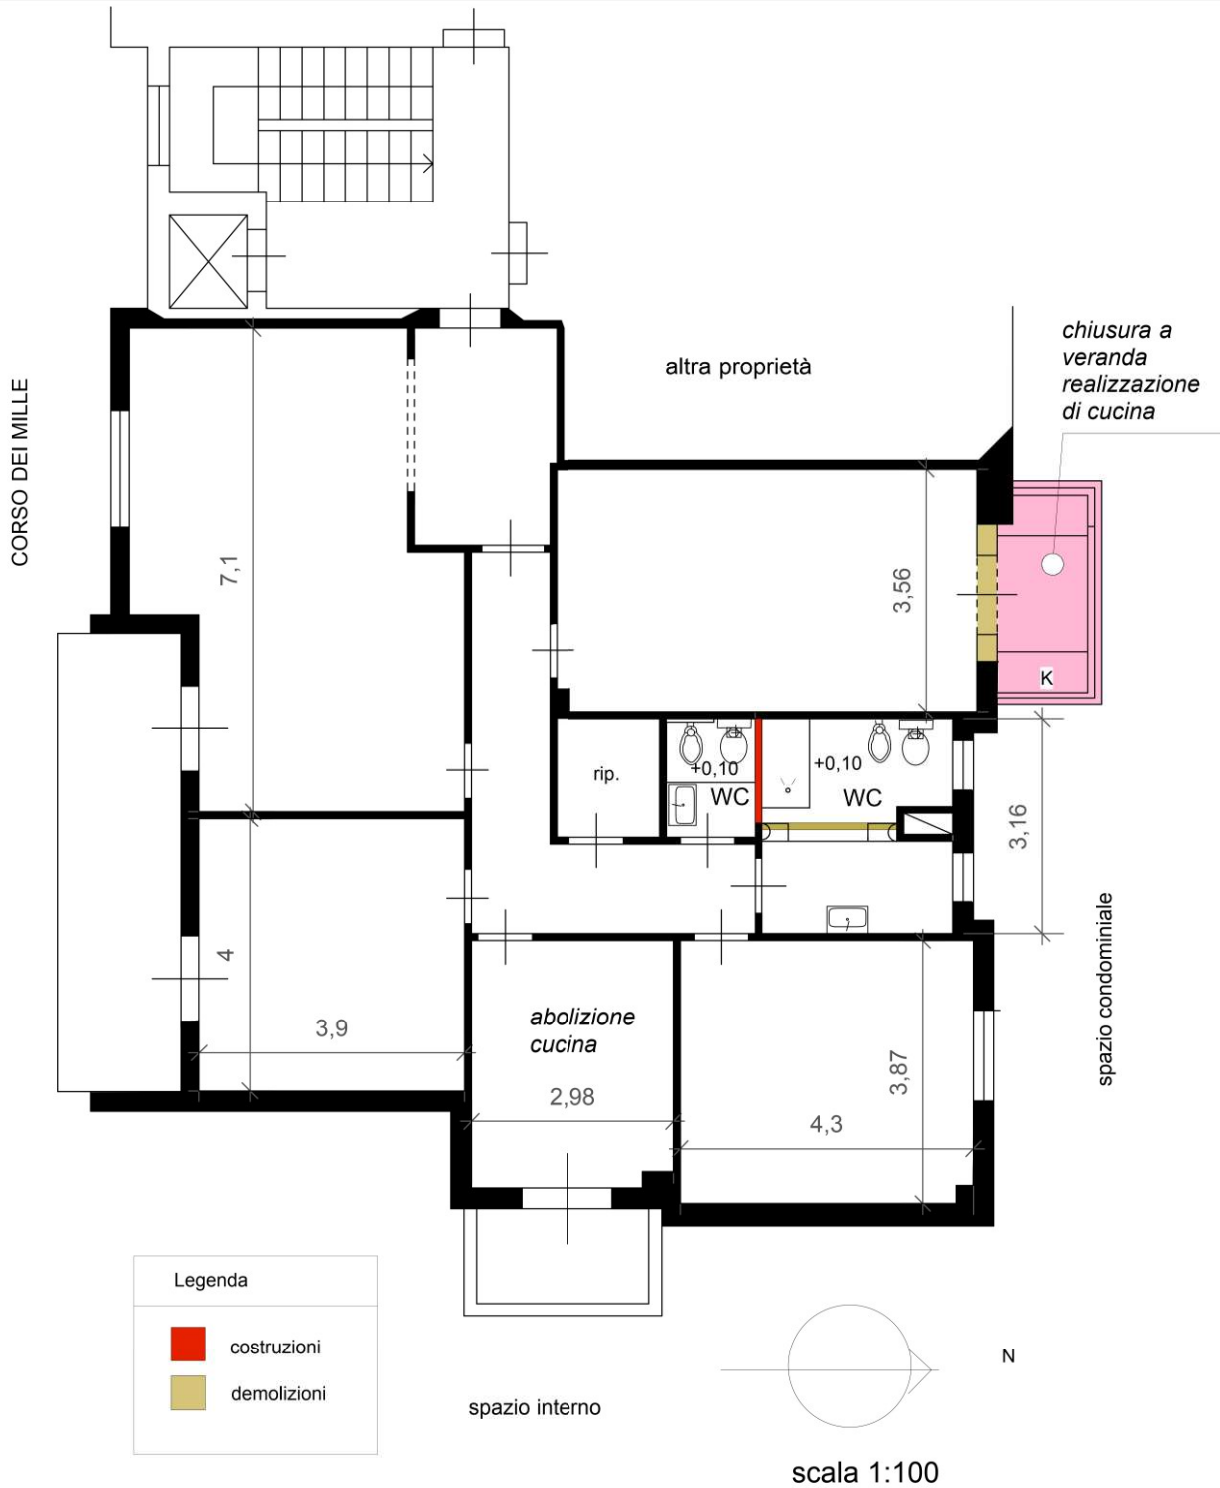 chiusura a
veranda
realizzazione
di cucina
altra proprietà
CORSO DEI MILLE
7,1
3,56
K
rip.
+0,10
WC
+0,10
WC
3,16
spazio condominiale
4
3,9
abolizione
cucina
2,98
3,87
4,3
Legenda
costruzioni
demolizioni
spazio interno
N
scala 1:100